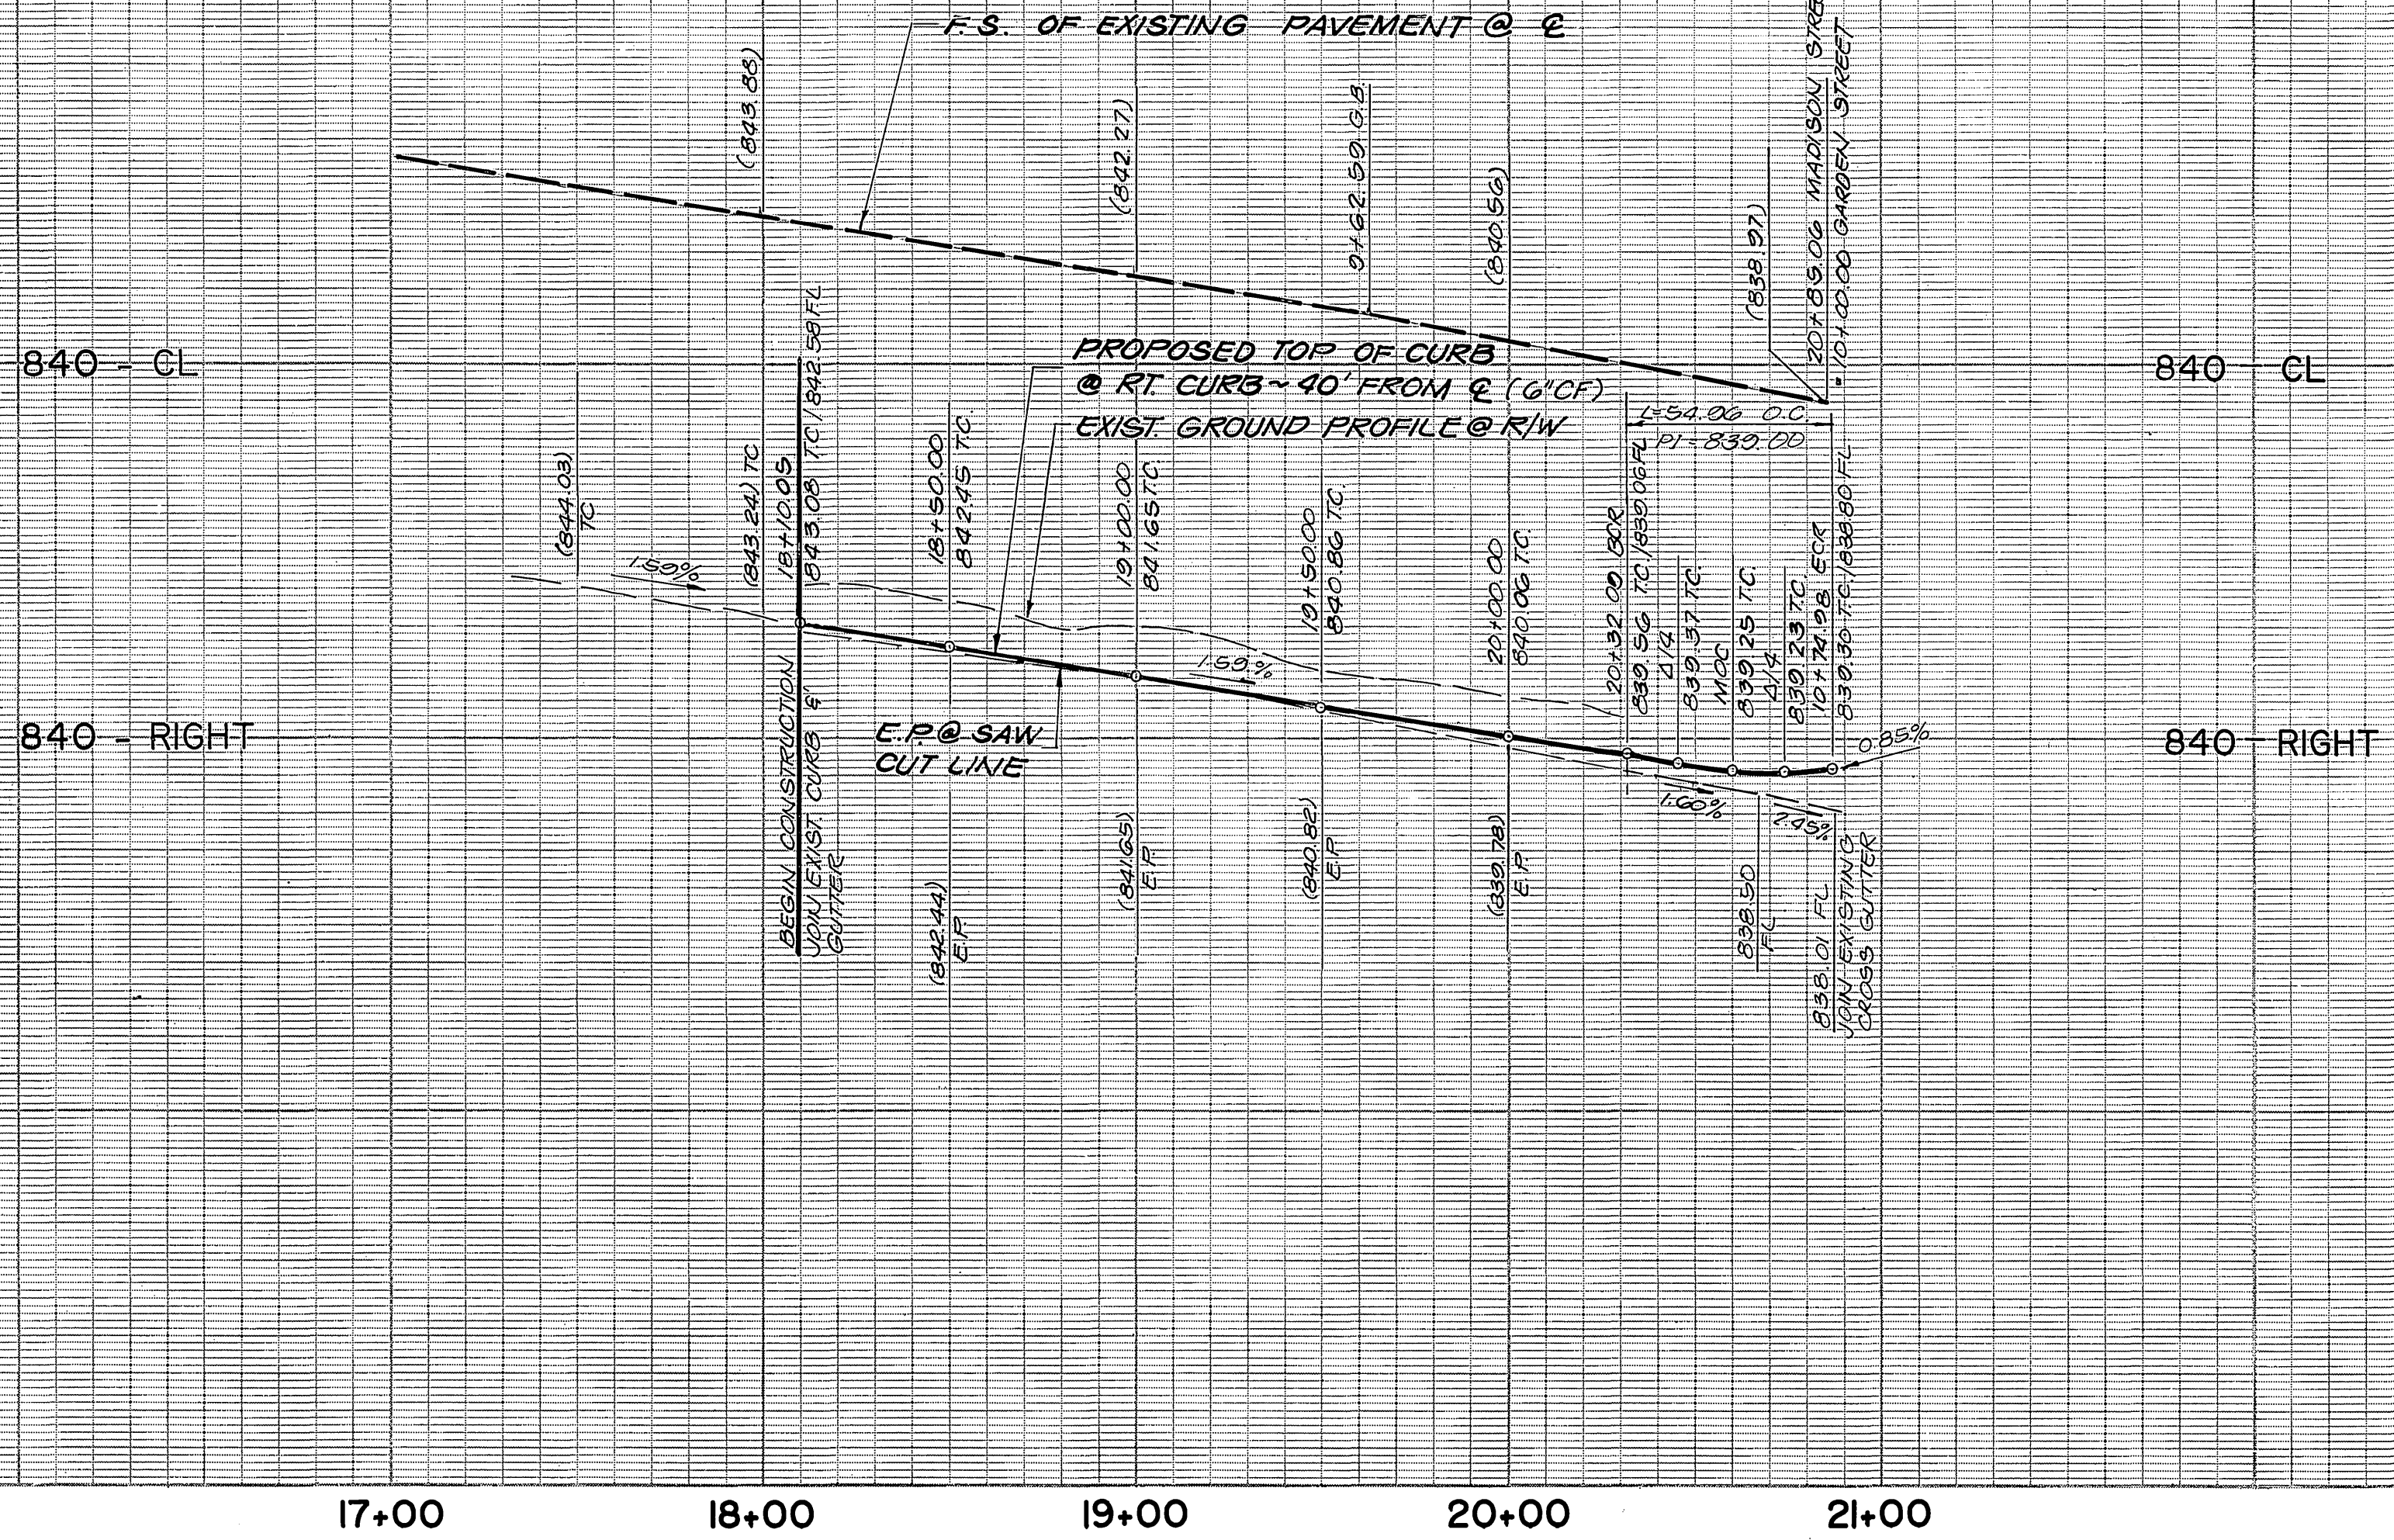 F.S. OF EXISTING PAVEMENT @ ℄
(843.88)
(842.27)
9+62.59 G.B.
(840.56)
(838.97)
20+85.06 MADISON
10+00.00 GARDEN STREET
840 - CL
840 - CL
PROPOSED TOP OF CURB
@ RT. CURB ~ 40' FROM ℄ (6"CF)
EXIST. GROUND PROFILE @ R/W
L=54.96 O.C.
PI = 839.00
(844.03)
TC
1.59%
(843.24) TC
18+10.05
843.08 TC / 842.58 FL
18+50.00
842.45 T.C.
19+00.00
841.65 T.C.
19+50.00
840.86 T.C.
20+00.00
840.06 T.C.
20+32.09 BCR
839.56 T.C. / 839.06 FL
Δ/4
839.37 T.C.
MOC
839.25 T.C.
Δ/4
839.23 T.C.
10+74.98 ECR
839.30 T.C. / 838.80 FL
1.59%
0.85%
840 - RIGHT
840 - RIGHT
E.P. @ SAW
CUT LINE
BEGIN CONSTRUCTION
JOIN EXIST. CURB &
GUTTER
(842.44)
E.P.
(841.65)
E.P.
(840.82)
E.P.
(839.78)
E.P.
1.60%
2.45%
838.50
FL
838.01 FL
JOIN EXISTING
CROSS GUTTER
17+00
18+00
19+00
20+00
21+00